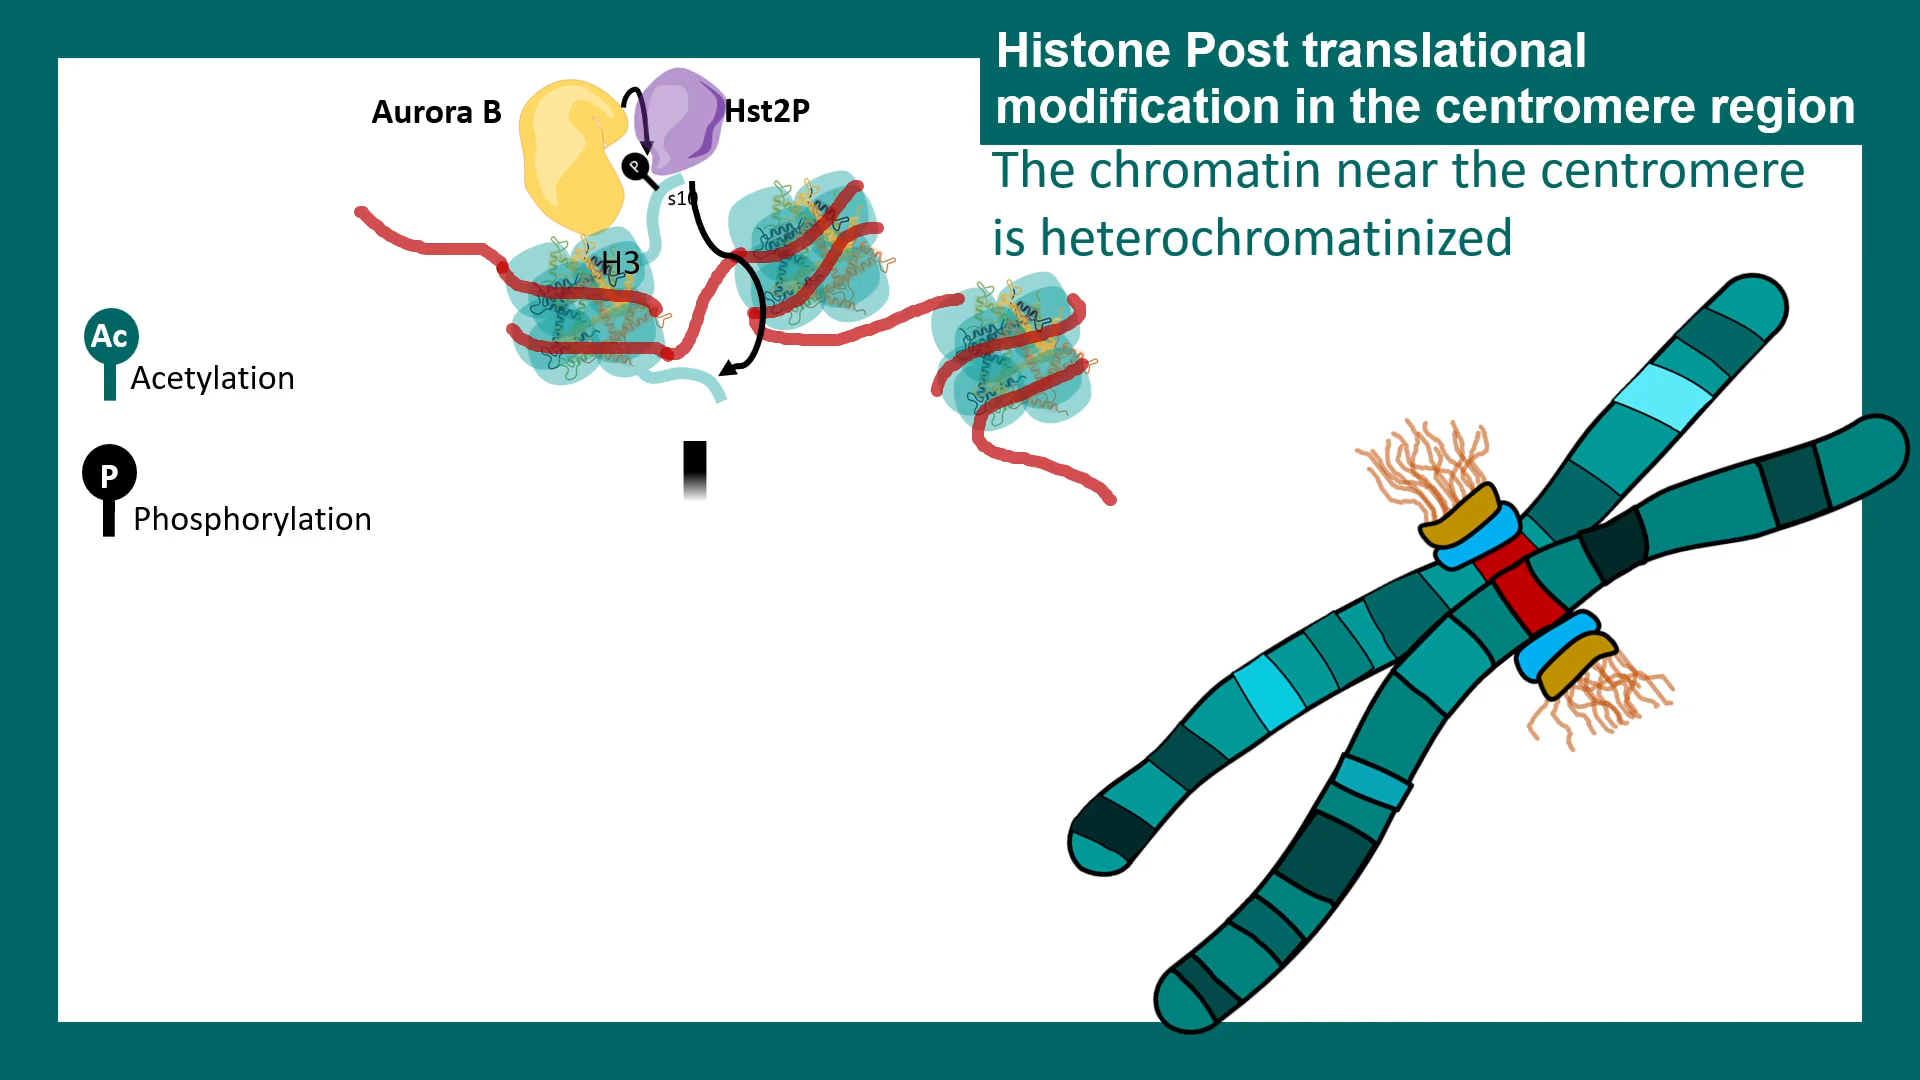 Histone Post translational
modification in the centromere region
The chromatin near the centromere
is heterochromatinized
Aurora B
Hst2P
P
s10
H3
Ac
Acetylation
P
Phosphorylation